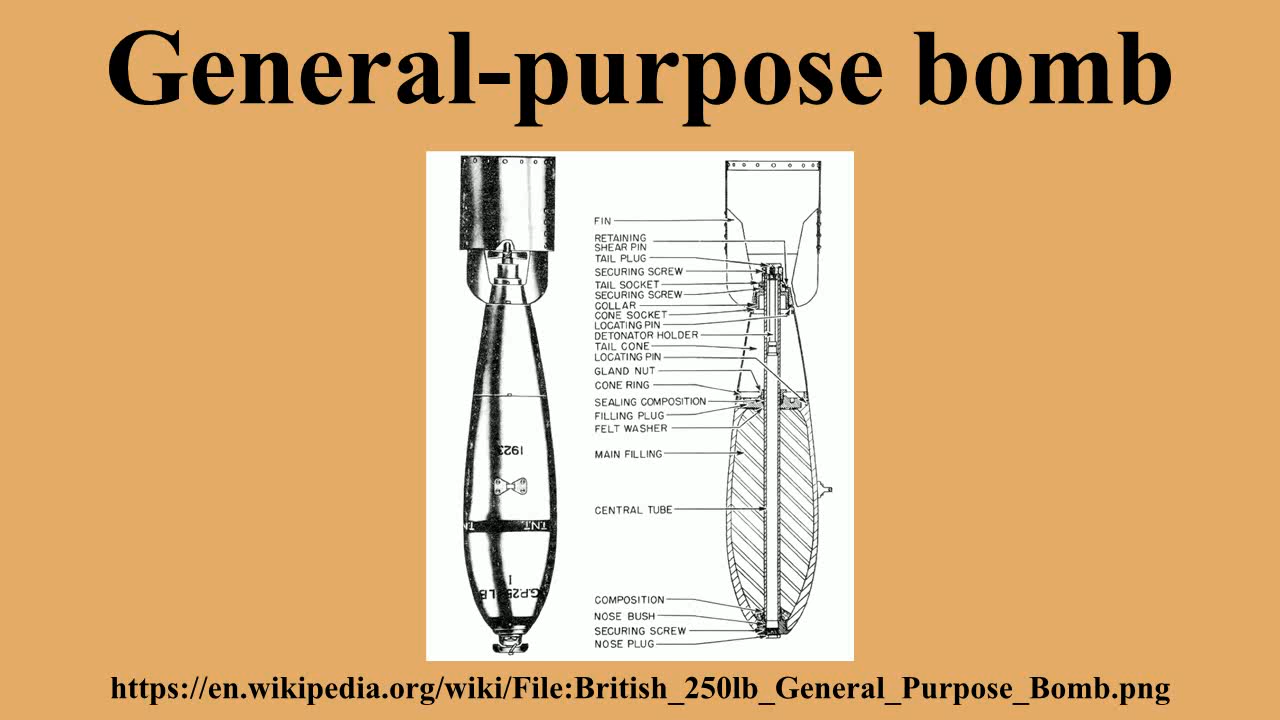 General-purpose bomb
FIN
RETAINING
SHEAR PIN
TAIL PLUG
SECURING SCREW
TAIL SOCKET
SECURING SCREW
COLLAR
CONE SOCKET
LOCATING PIN
DETONATOR HOLDER
TAIL CONE
LOCATING PIN
GLAND NUT
CONE RING
SEALING COMPOSITION
FILLING PLUG
FELT WASHER
1923
MAIN FILLING
CENTRAL TUBE
T.N.T.
I
COMPOSITION
NOSE BUSH
SECURING SCREW
NOSE PLUG
https://en.wikipedia.org/wiki/File:British_250lb_General_Purpose_Bomb.png